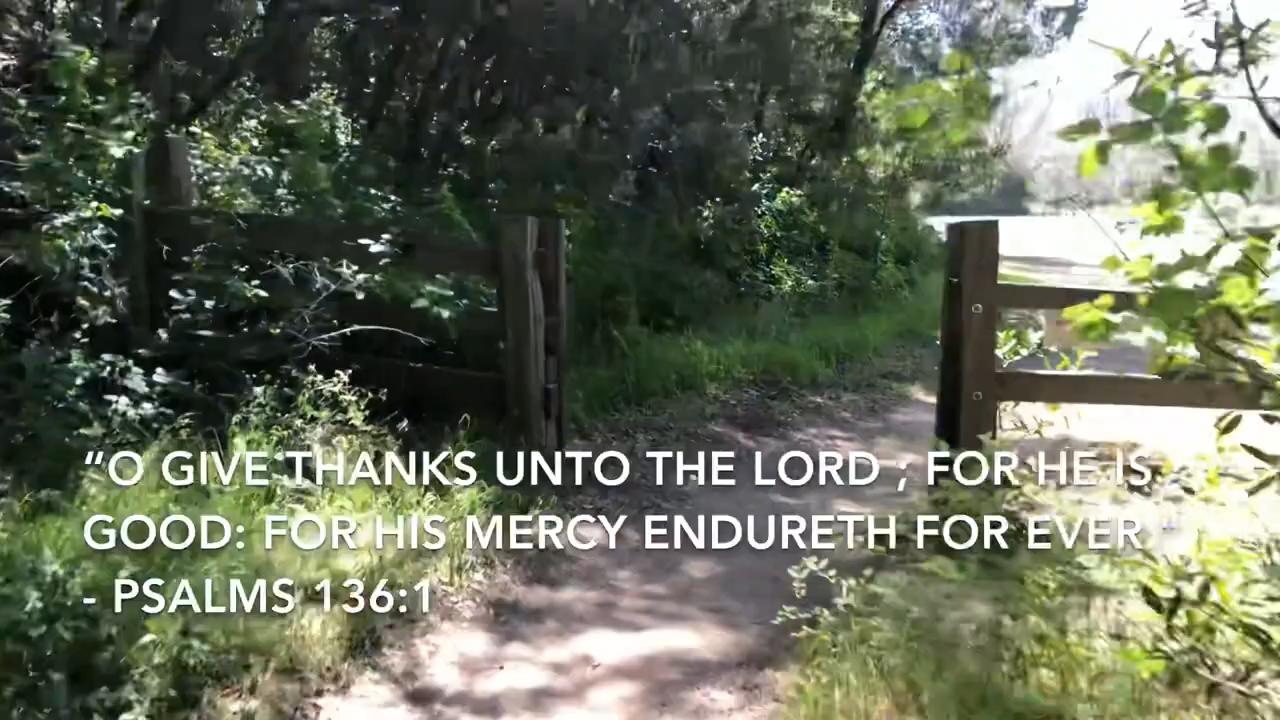 “O GIVE THANKS UNTO THE LORD ; FOR HE IS
GOOD: FOR HIS MERCY ENDURETH FOR EVER.”
- PSALMS 136:1